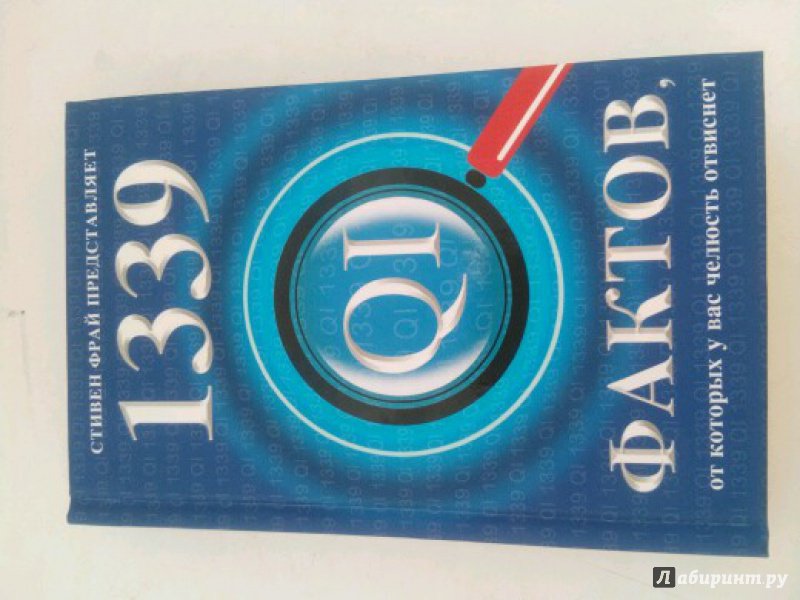 СТИВЕН ФРАЙ ПРЕДСТАВЛЯЕТ
1339
QI
ФАКТОВ,
от которых у вас челюсть отвиснет
Лабиринт.ру